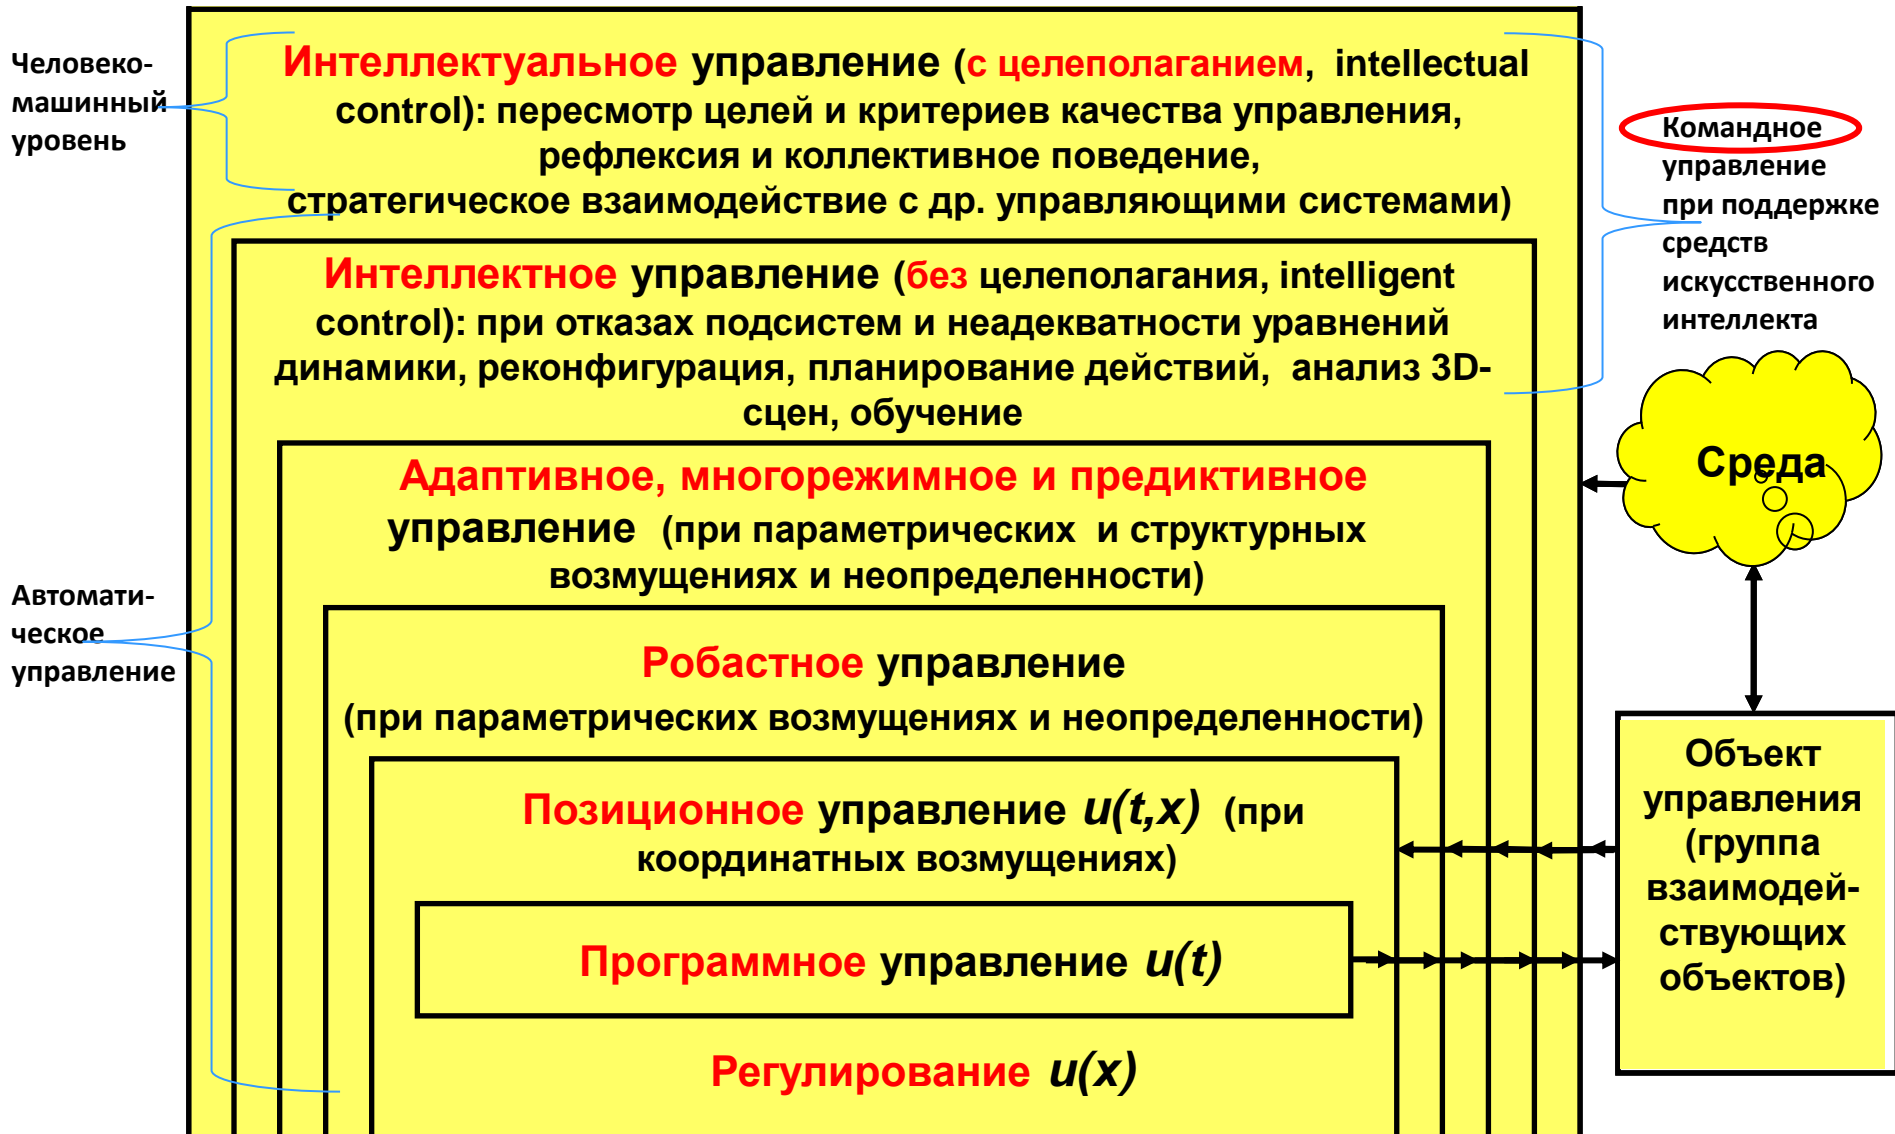 Человеко-
машинный
уровень
Интеллектуальное управление (с целеполаганием, intellectual
control): пересмотр целей и критериев качества управления,
рефлексия и коллективное поведение,
стратегическое взаимодействие с др. управляющими системами)
Командное
управление
при поддержке
средств
искусственного
интеллекта
Интеллектное управление (без целеполагания, intelligent
control): при отказах подсистем и неадекватности уравнений
динамики, реконфигурация, планирование действий, анализ 3D-
сцен, обучение
Среда
Адаптивное, многорежимное и предиктивное
управление (при параметрических и структурных
возмущениях и неопределенности)
Автомати-
ческое
управление
Робастное управление
(при параметрических возмущениях и неопределенности)
Позиционное управление u(t,x) (при
координатных возмущениях)
Программное управление u(t)
Регулирование u(x)
Объект
управления
(группа
взаимодей-
ствующих
объектов)